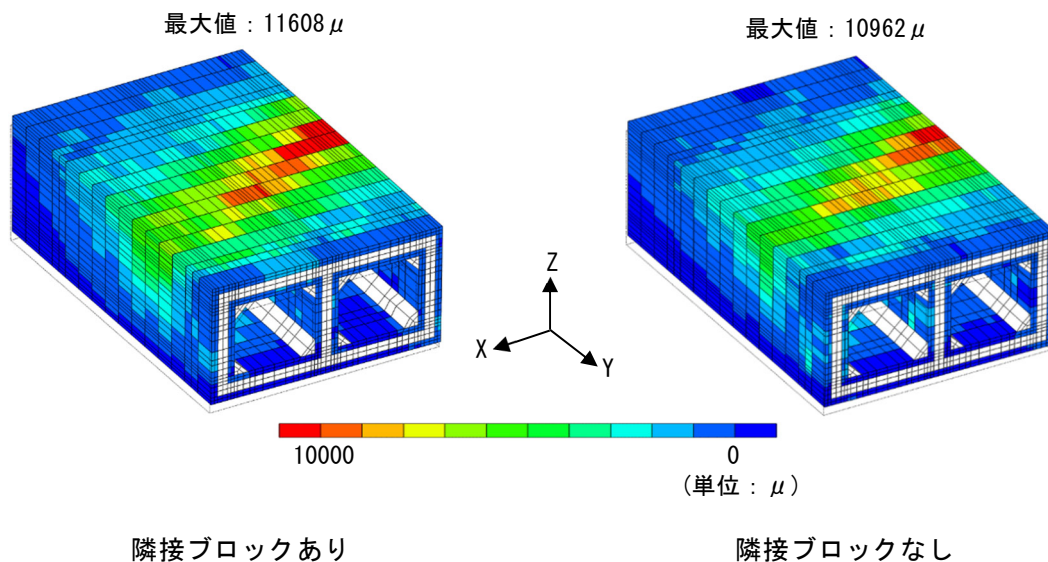 最大値：11608μ
最大値：10962μ
Z
X
Y
10000
0
(単位：μ)
隣接ブロックあり
隣接ブロックなし